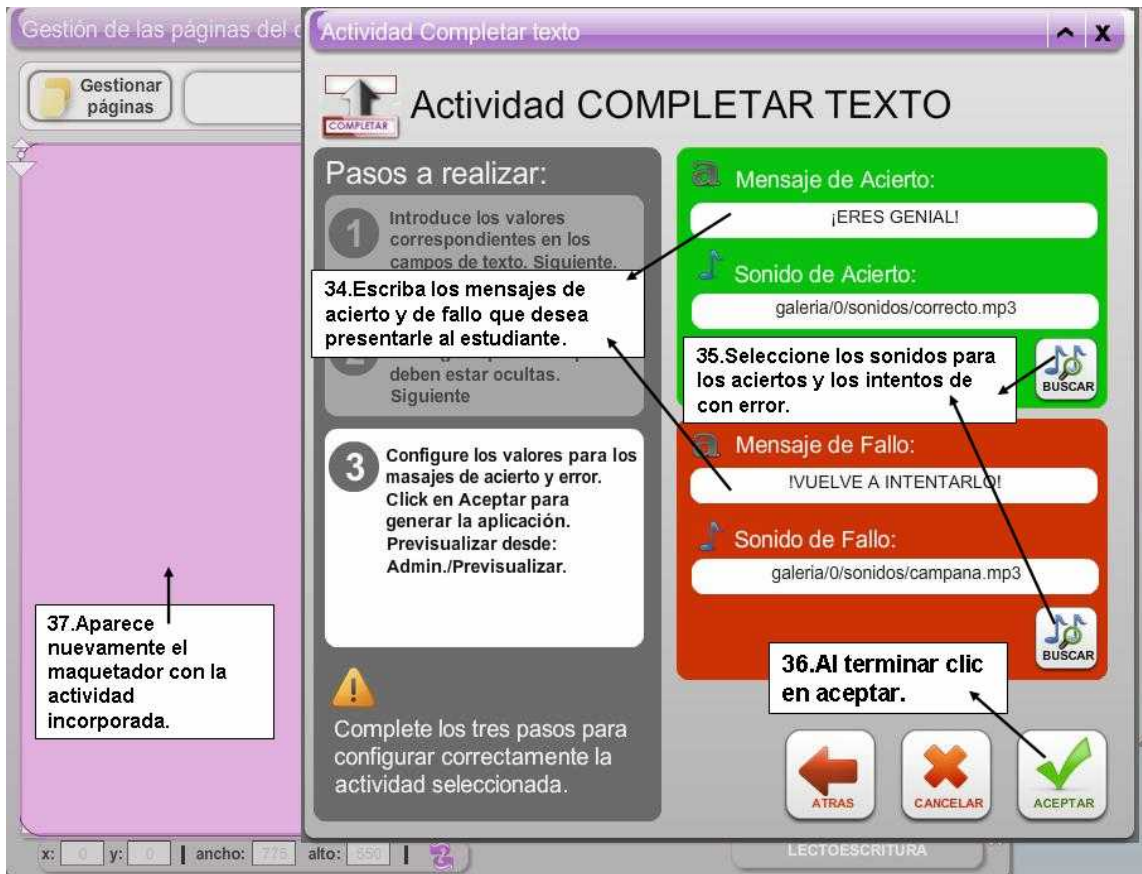 Gestión de las páginas del c
Actividad Completar texto
^ X
Gestionar
páginas
COMPLETAR
Actividad COMPLETAR TEXTO
Pasos a realizar:
1
Introduce los valores
correspondientes en los
campos de texto. Siguiente.
34.Escriba los mensajes de
acierto y de fallo que desea
presentarle al estudiante.
deben estar ocultas.
Siguiente
3
Configure los valores para los
masajes de acierto y error.
Click en Aceptar para
generar la aplicación.
Previsualizar desde:
Admin./Previsualizar.
Complete los tres pasos para
configurar correctamente la
actividad seleccionada.
a Mensaje de Acierto:
¡ERES GENIAL!
Sonido de Acierto:
galeria/0/sonidos/correcto.mp3
35.Seleccione los sonidos para
los aciertos y los intentos de
con error.
BUSCAR
a Mensaje de Fallo:
!VUELVE A INTENTARLO!
Sonido de Fallo:
galeria/0/sonidos/campana.mp3
BUSCAR
36.Al terminar clic
en aceptar.
37.Aparece
nuevamente el
maquetador con la
actividad
incorporada.
ATRAS
CANCELAR
ACEPTAR
x: 0 y: 0 | ancho: 775 alto: 550 |
LECTOESCRITURA